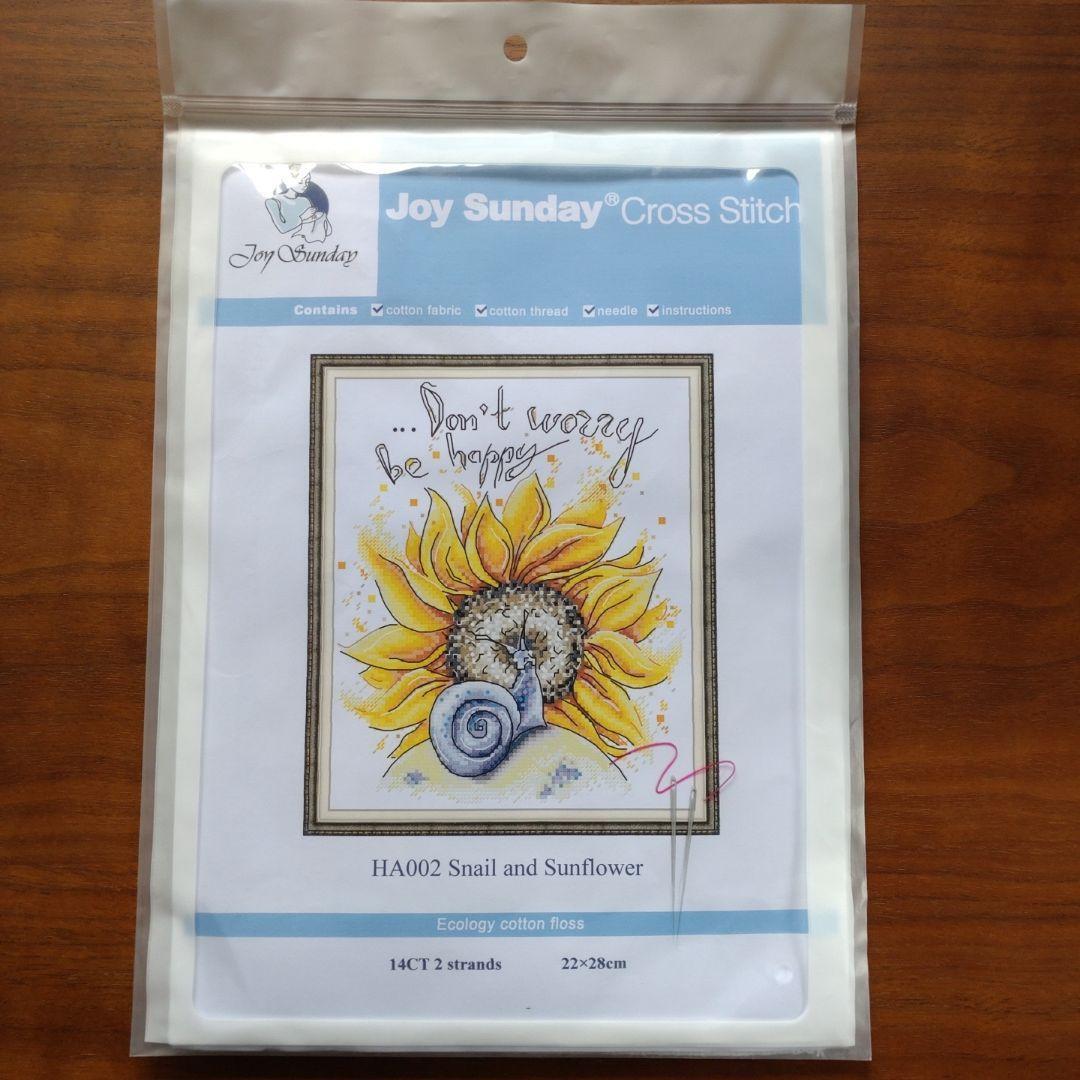 Joy Sunday® Cross Stitch
Joy Sunday
Contains cotton fabric cotton thread needle instructions
...Don't worry
be happy
HA002 Snail and Sunflower
Ecology cotton floss
14CT 2 strands 22×28cm